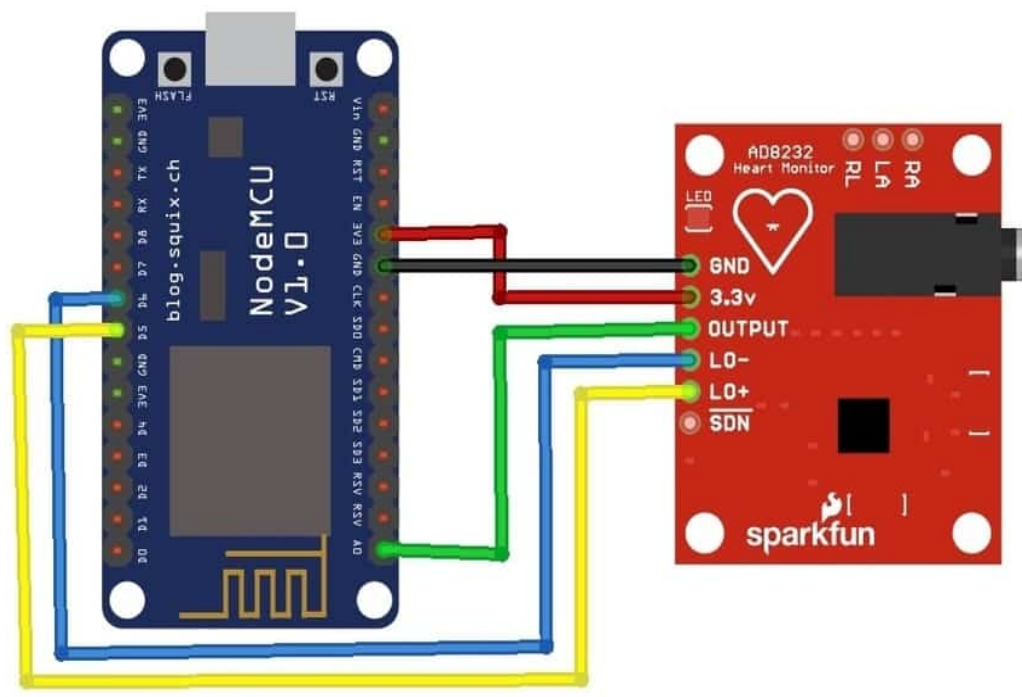 FLASH
RST
3V3
GND
TX
RX
D8
D7
D6
D5
GND
3V3
D4
D3
D2
D1
D0
blog.squix.ch
NodeMCU
V1.0
Vin
GND
RST
EN
3V3
GND
CLK
SD0
CMD
SD1
SD2
SD3
RSV
RSV
A0
AD8232
Heart Monitor
RL
LA
RA
LED
GND
3.3v
OUTPUT
LO-
LO+
SDN
sparkfun